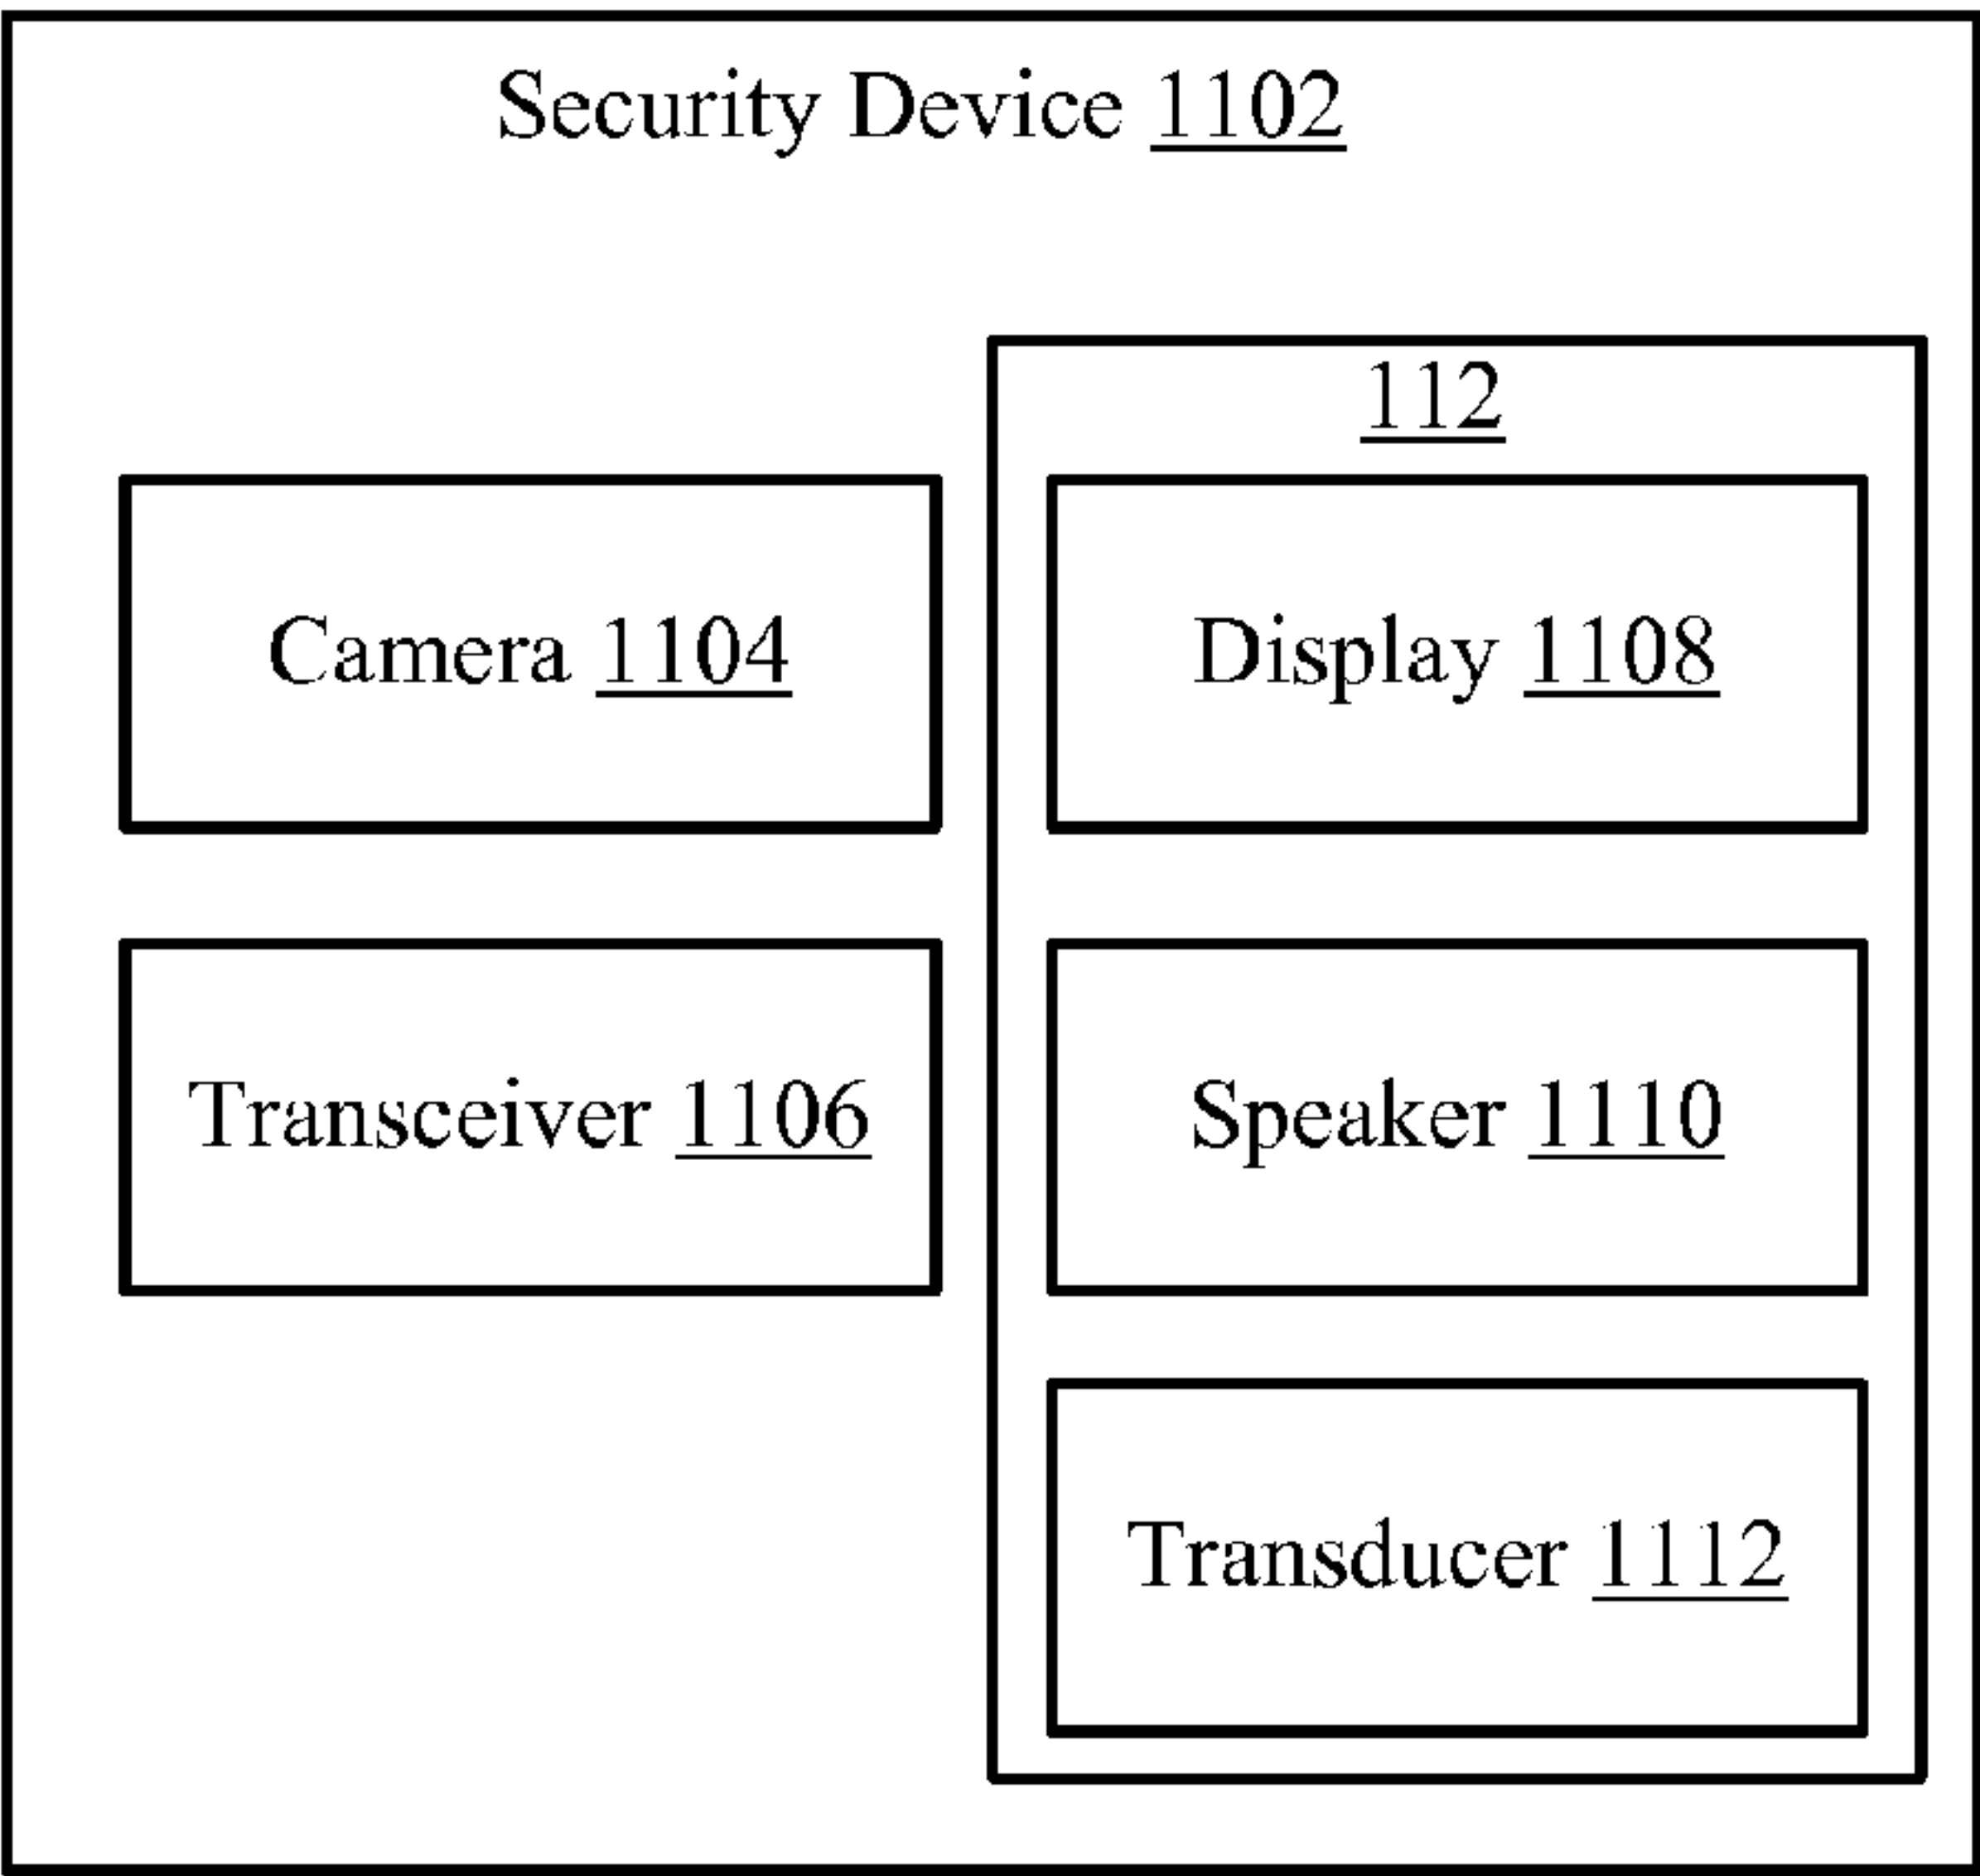 Security Device 1102
112
Camera 1104
Display 1108
Transceiver 1106
Speaker 1110
Transducer 1112